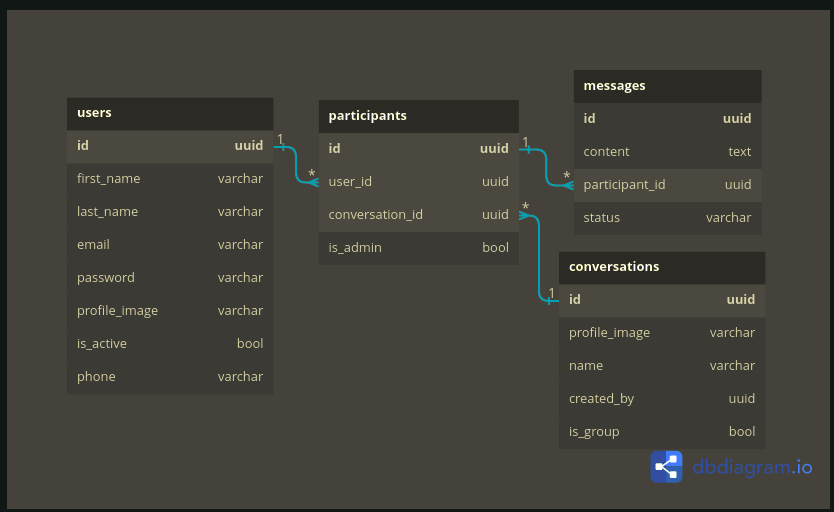 users
id uuid
first_name varchar
last_name varchar
email varchar
password varchar
profile_image varchar
is_active bool
phone varchar
1
*
participants
id uuid
user_id uuid
conversation_id uuid
is_admin bool
1
*
*
1
messages
id uuid
content text
participant_id uuid
status varchar
conversations
id uuid
profile_image varchar
name varchar
created_by uuid
is_group bool
dbdiagram.io